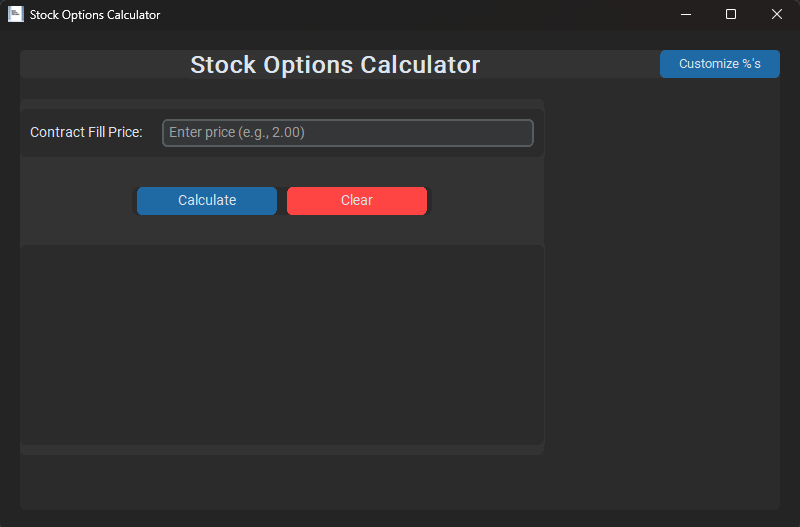 Stock Options Calculator
Stock Options Calculator
Customize %'s
Contract Fill Price:
Enter price (e.g., 2.00)
Calculate
Clear